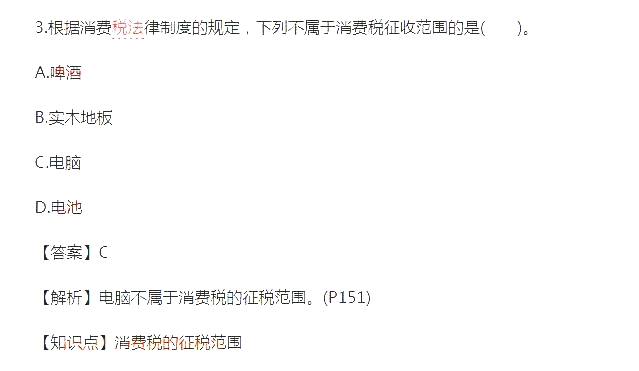 3.根据消费税法律制度的规定，下列不属于消费税征收范围的是(  )。
A.啤酒
B.实木地板
C.电脑
D.电池
【答案】C
【解析】电脑不属于消费税的征税范围。(P151)
【知识点】消费税的征税范围